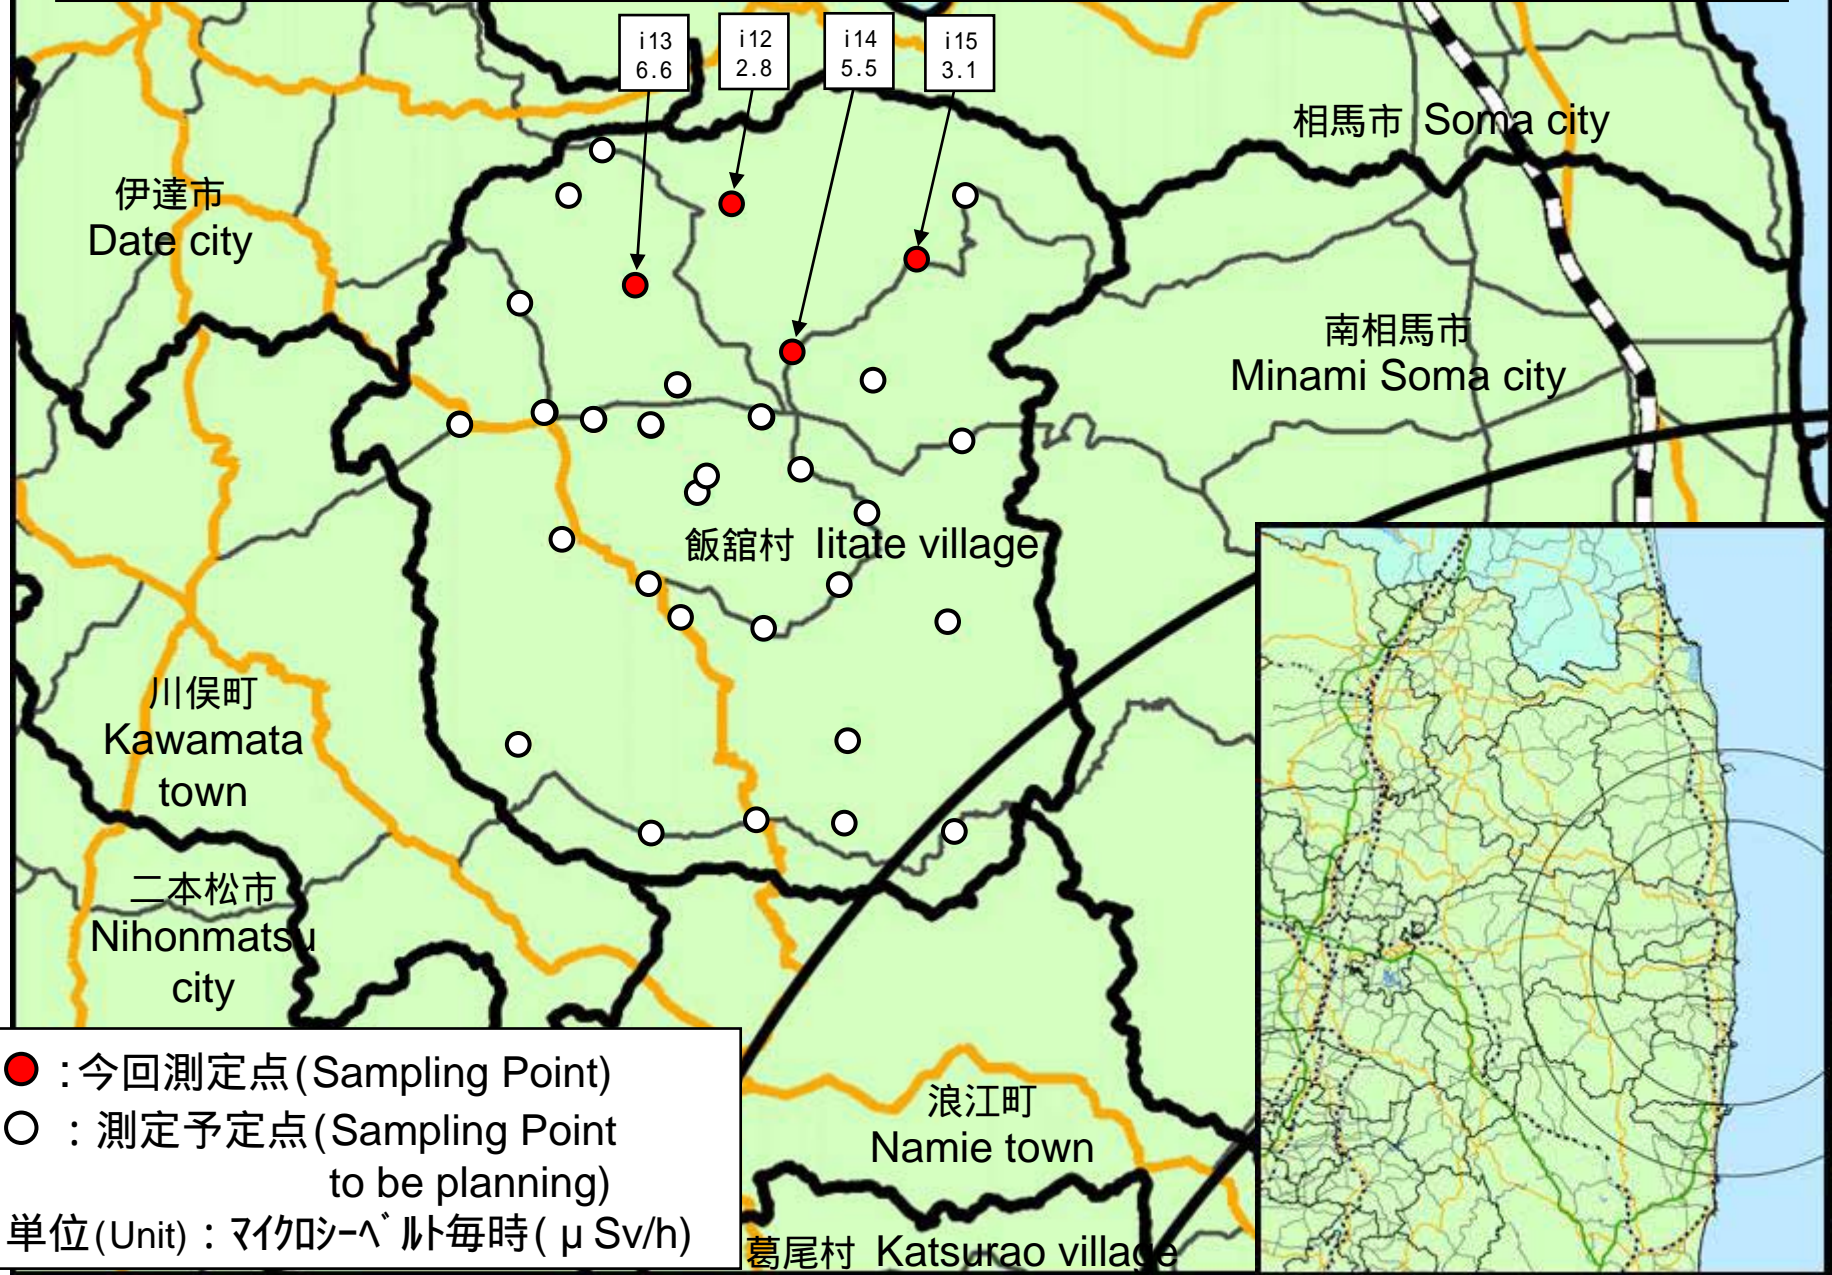 i13
6.6
i12
2.8
i14
5.5
i15
3.1
相馬市 Soma city
伊達市
Date city
南相馬市
Minami Soma city
飯舘村 Iitate village
川俣町
Kawamata
town
二本松市
Nihonmatsu
city
浪江町
Namie town
葛尾村 Katsurao village
:今回測定点(Sampling Point)
:測定予定点(Sampling Point
to be planning)
単位(Unit):ﾏｲｸﾛｼｰﾍﾞﾙﾄ毎時( μ Sv/h)